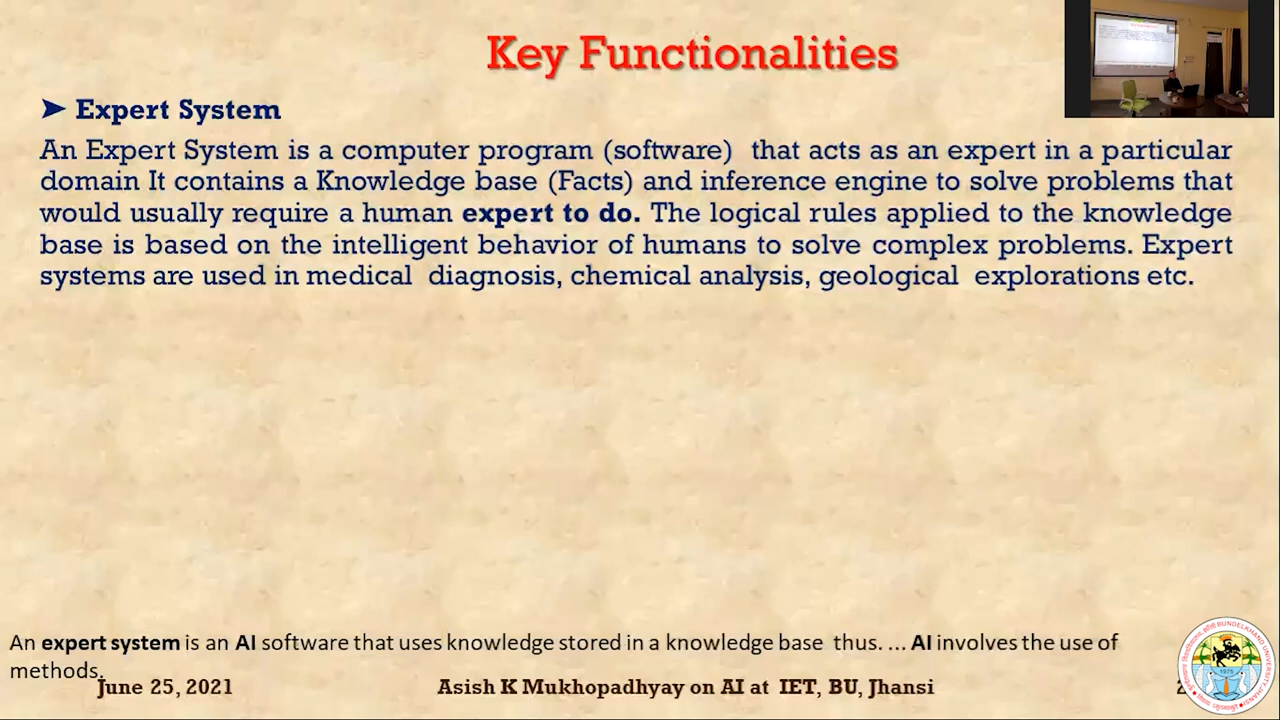 Key Functionalities
➤ Expert System
An Expert System is a computer program (software) that acts as an expert in a particular
domain It contains a Knowledge base (Facts) and inference engine to solve problems that
would usually require a human expert to do. The logical rules applied to the knowledge
base is based on the intelligent behavior of humans to solve complex problems. Expert
systems are used in medical diagnosis, chemical analysis, geological explorations etc.
An expert system is an AI software that uses knowledge stored in a knowledge base thus. ... AI involves the use of
methods.
June 25, 2021 Asish K Mukhopadhyay on AI at IET, BU, Jhansi
BUNDELKHAND UNIVERSITY JHANSI
1975